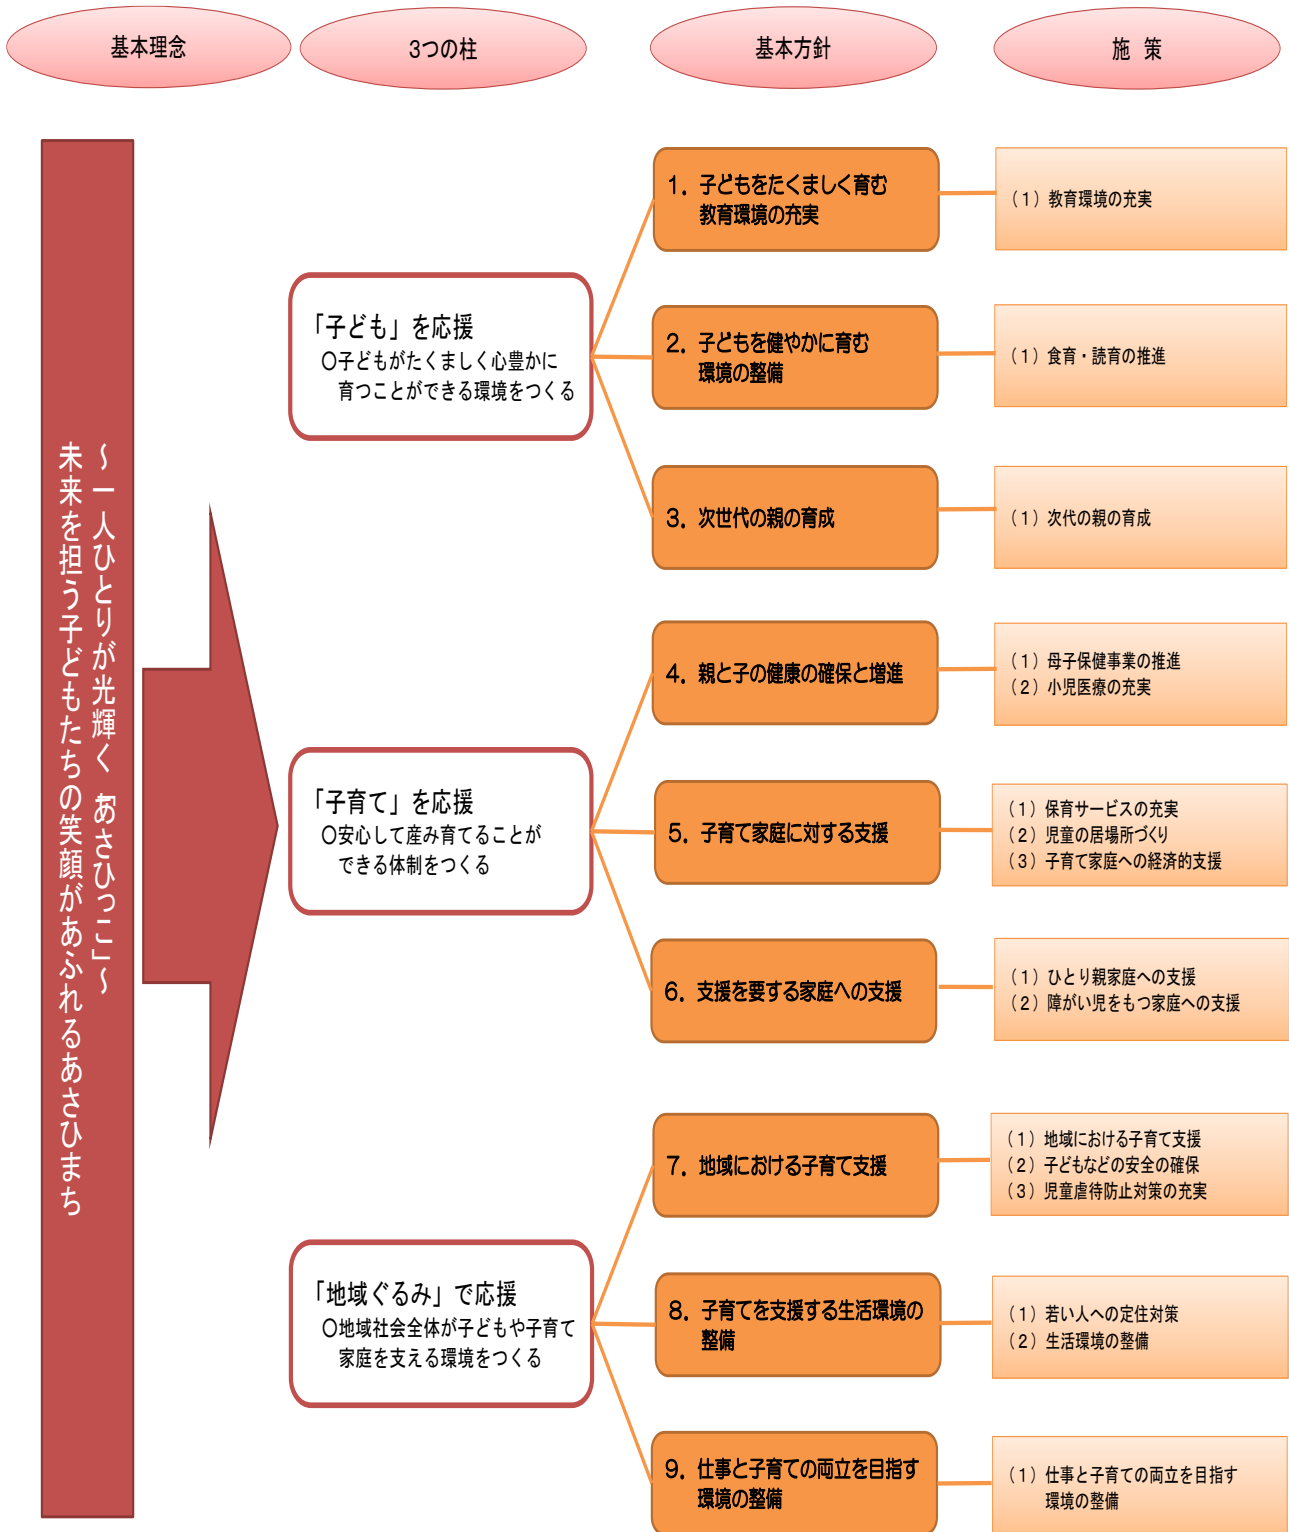 基本理念
3つの柱
基本方針
施 策
～一人ひとりが光輝く「あさひっこ」～
未来を担う子どもたちの笑顔があふれるあさひまち
「子ども」を応援
○子どもがたくましく心豊かに
育つことができる環境をつくる
1．子どもをたくましく育む
教育環境の充実
（1）教育環境の充実
2．子どもを健やかに育む
環境の整備
（1）食育・読育の推進
3．次世代の親の育成
（1）次代の親の育成
「子育て」を応援
○安心して産み育てることが
できる体制をつくる
4．親と子の健康の確保と増進
（1）母子保健事業の推進
（2）小児医療の充実
5．子育て家庭に対する支援
（1）保育サービスの充実
（2）児童の居場所づくり
（3）子育て家庭への経済的支援
6．支援を要する家庭への支援
（1）ひとり親家庭への支援
（2）障がい児をもつ家庭への支援
「地域ぐるみ」で応援
○地域社会全体が子どもや子育て
家庭を支える環境をつくる
7．地域における子育て支援
（1）地域における子育て支援
（2）子どもなどの安全の確保
（3）児童虐待防止対策の充実
8．子育てを支援する生活環境の
整備
（1）若い人への定住対策
（2）生活環境の整備
9．仕事と子育ての両立を目指す
環境の整備
（1）仕事と子育ての両立を目指す
環境の整備